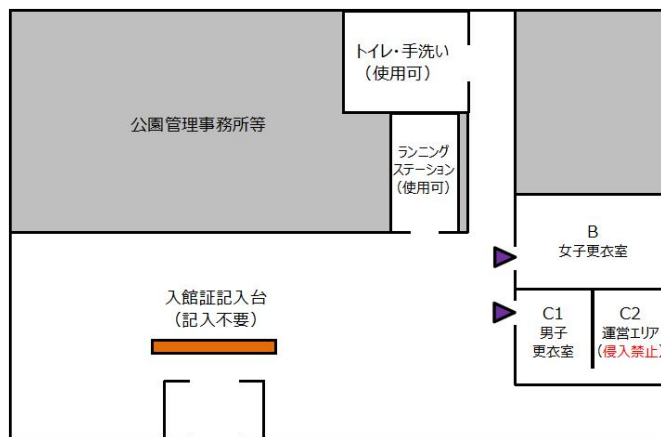 トイレ・手洗い
（使用可）
公園管理事務所等
ランニング
ステーション
（使用可）
B
女子更衣室
入館証記入台
（記入不要）
C1
男子
更衣室
C2
運営エリア
（侵入禁止）